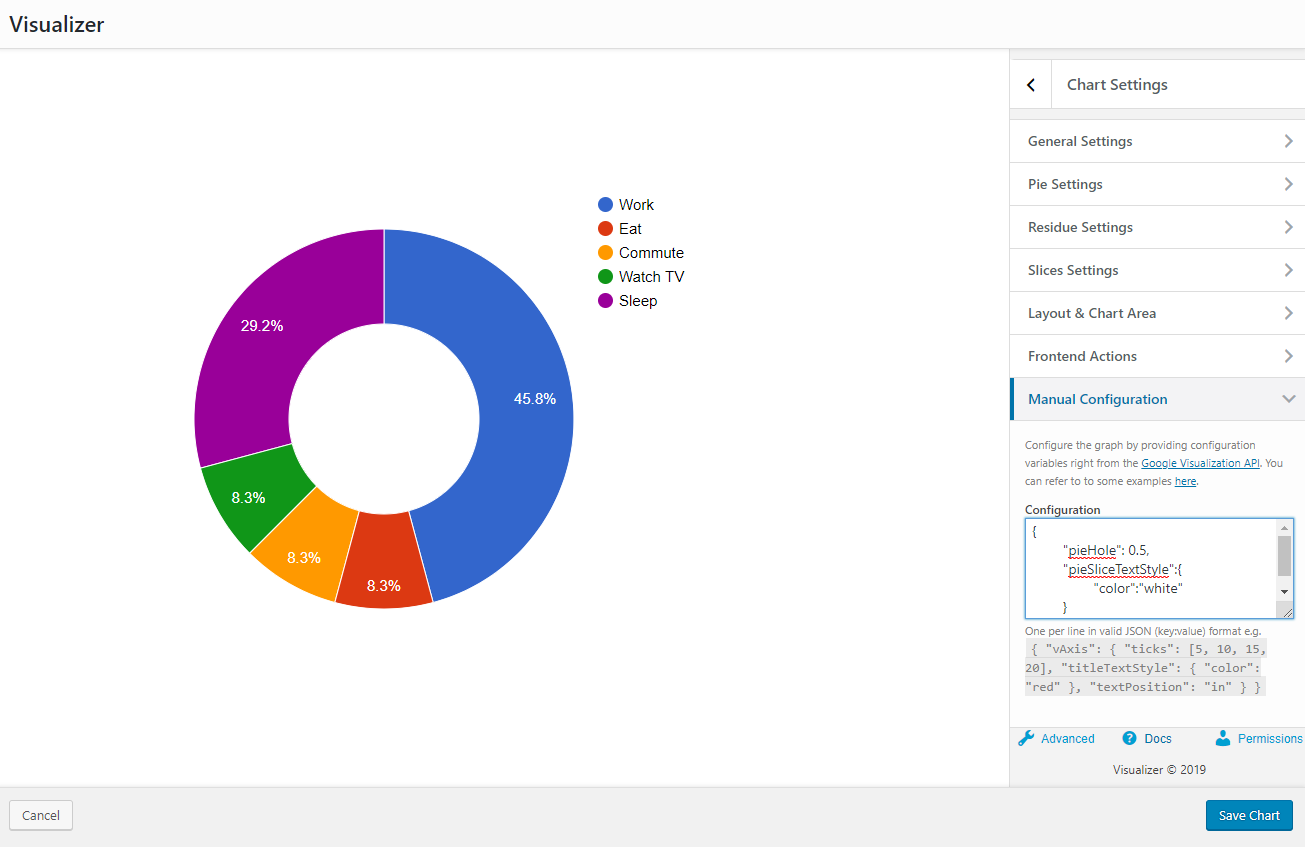 Visualizer
Work
Eat
Commute
Watch TV
Sleep
29.2%
45.8%
8.3%
8.3%
8.3%
Chart Settings
General Settings
Pie Settings
Residue Settings
Slices Settings
Layout & Chart Area
Frontend Actions
Manual Configuration
Configure the graph by providing configuration
variables right from the Google Visualization API. You
can refer to to some examples here.
Configuration
{
"pieHole": 0.5,
"pieSliceTextStyle":{
"color":"white"
}
One per line in valid JSON (key:value) format e.g.
{ "vAxis": { "ticks": [5, 10, 15,
20], "titleTextStyle": { "color":
"red" }, "textPosition": "in" } }
Advanced
Docs
Permissions
Visualizer © 2019
Cancel
Save Chart